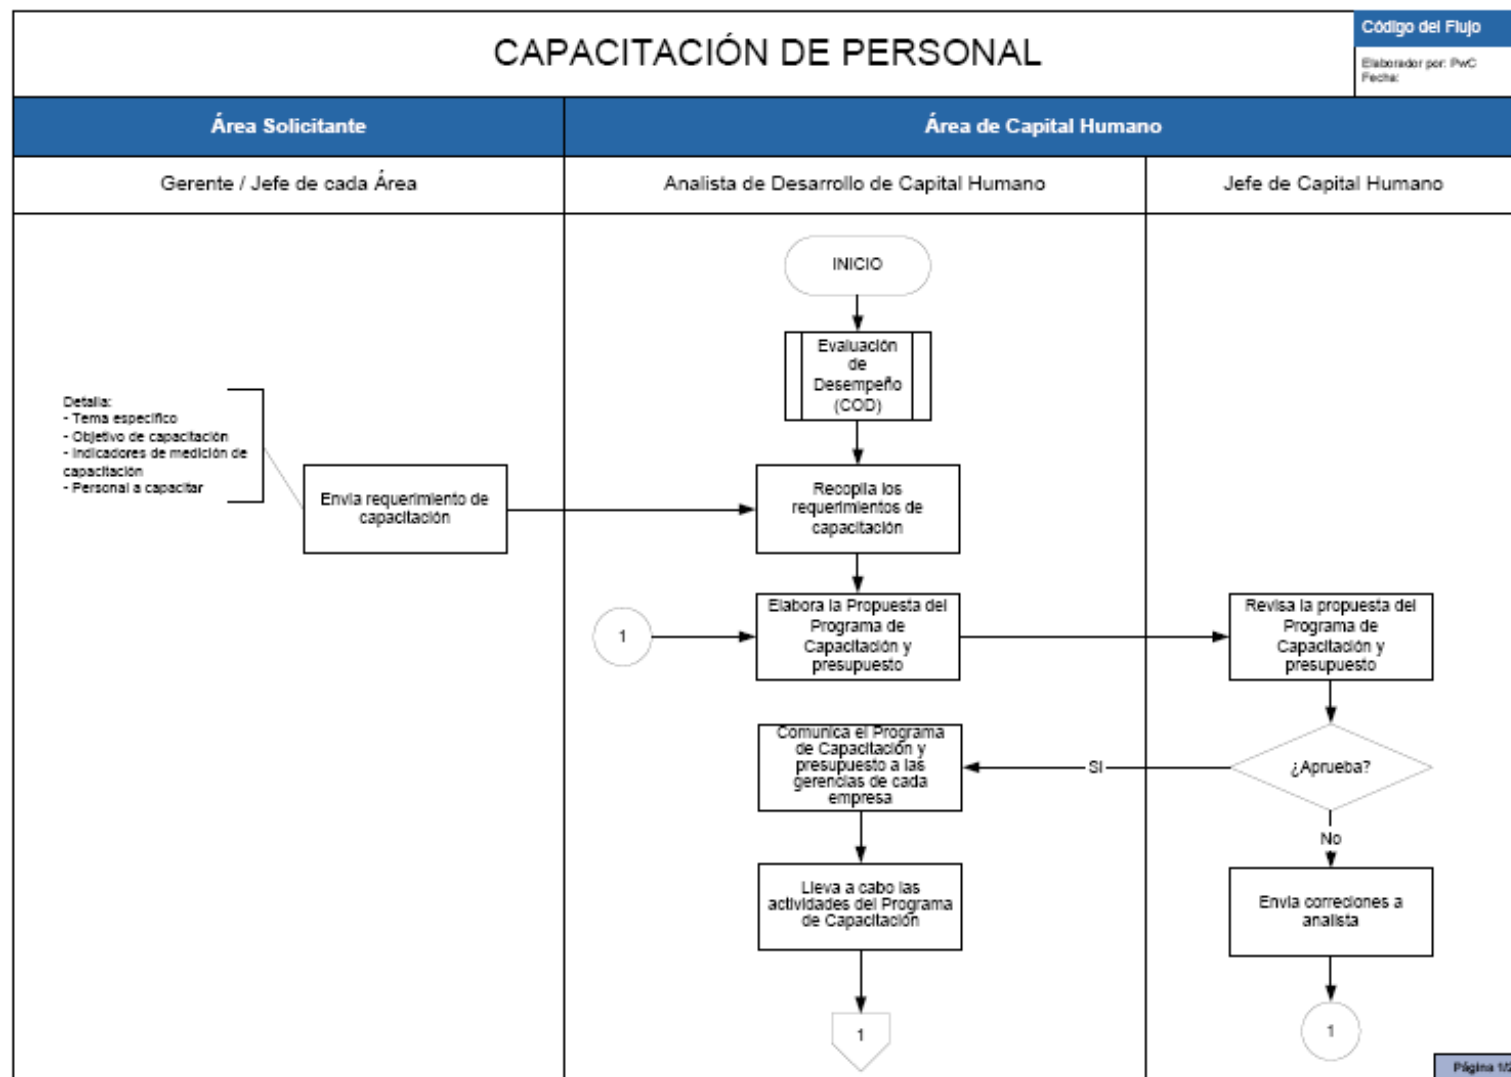 CAPACITACIÓN DE PERSONAL
Código del Flujo
Elaborador por: PwC
Fecha:
Área Solicitante
Área de Capital Humano
Gerente / Jefe de cada Área
Analista de Desarrollo de Capital Humano
Jefe de Capital Humano
INICIO
Evaluación
de
Desempeño
(COD)
Detalla:
- Tema específico
- Objetivo de capacitación
- Indicadores de medición de
capacitación
- Personal a capacitar
Envia requerimiento de
capacitación
Recopila los
requerimientos de
capacitación
1
Elabora la Propuesta del
Programa de
Capacitación y
presupuesto
Revisa la propuesta del
Programa de
Capacitación y
presupuesto
Comunica el Programa
de Capacitación y
presupuesto a las
gerencias de cada
empresa
SI
¿Aprueba?
No
Lleva a cabo las
actividades del Programa
de Capacitación
Envia correciones a
analista
1
1
Página 1/2